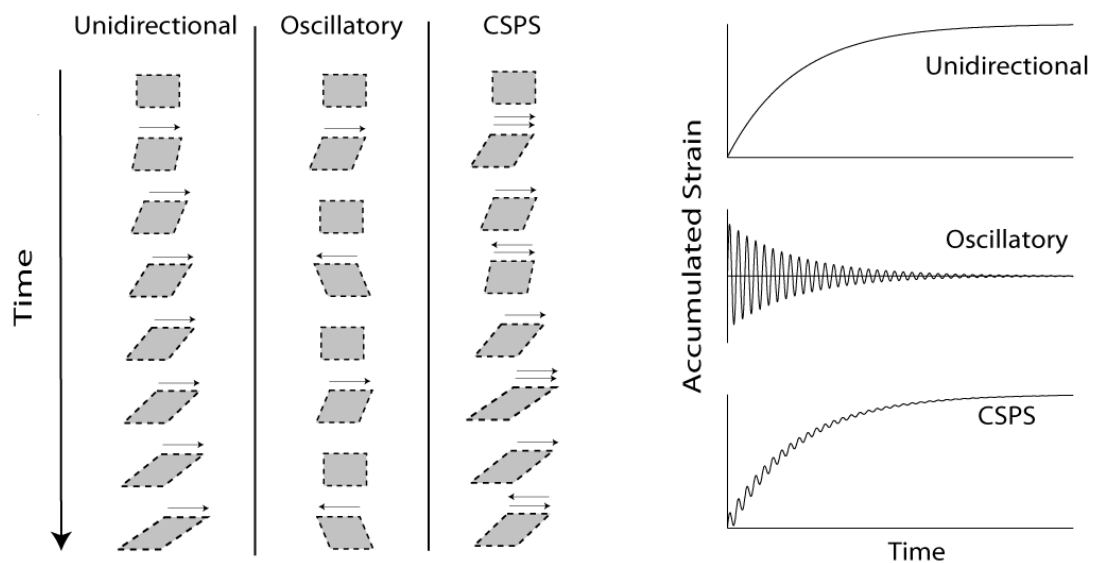 Unidirectional
Oscillatory
CSPS
Time
Accumulated Strain
Unidirectional
Oscillatory
CSPS
Time